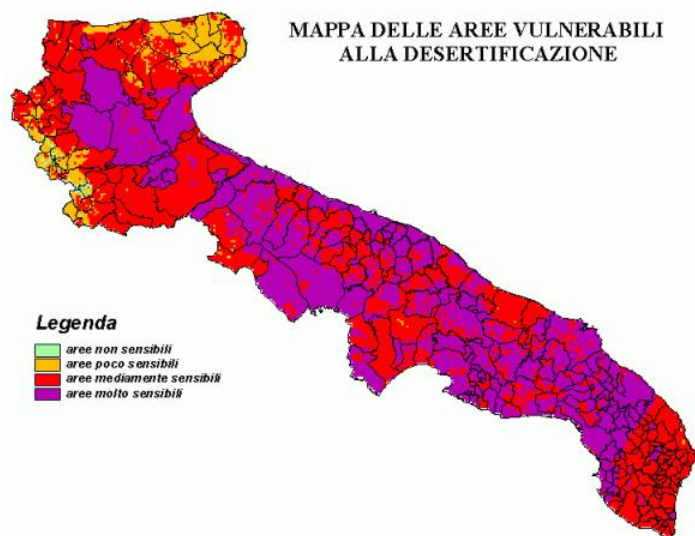 MAPPA DELLE AREE VULNERABILI
ALLA DESERTIFICAZIONE
Legenda
aree non sensibili
aree poco sensibili
aree mediamente sensibili
aree molto sensibili